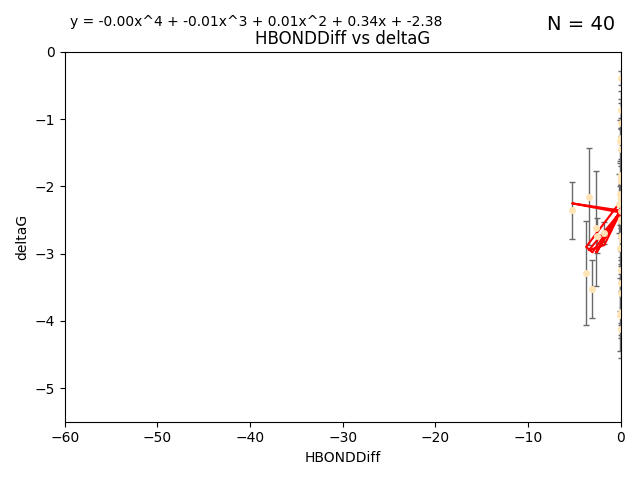 y = -0.00x^4 + -0.01x^3 + 0.01x^2 + 0.34x + -2.38
N = 40
HBONDDiff vs deltaG
0
−1
−2
−3
−4
−5
deltaG
−60 −50 −40 −30 −20 −10 0
HBONDDiff